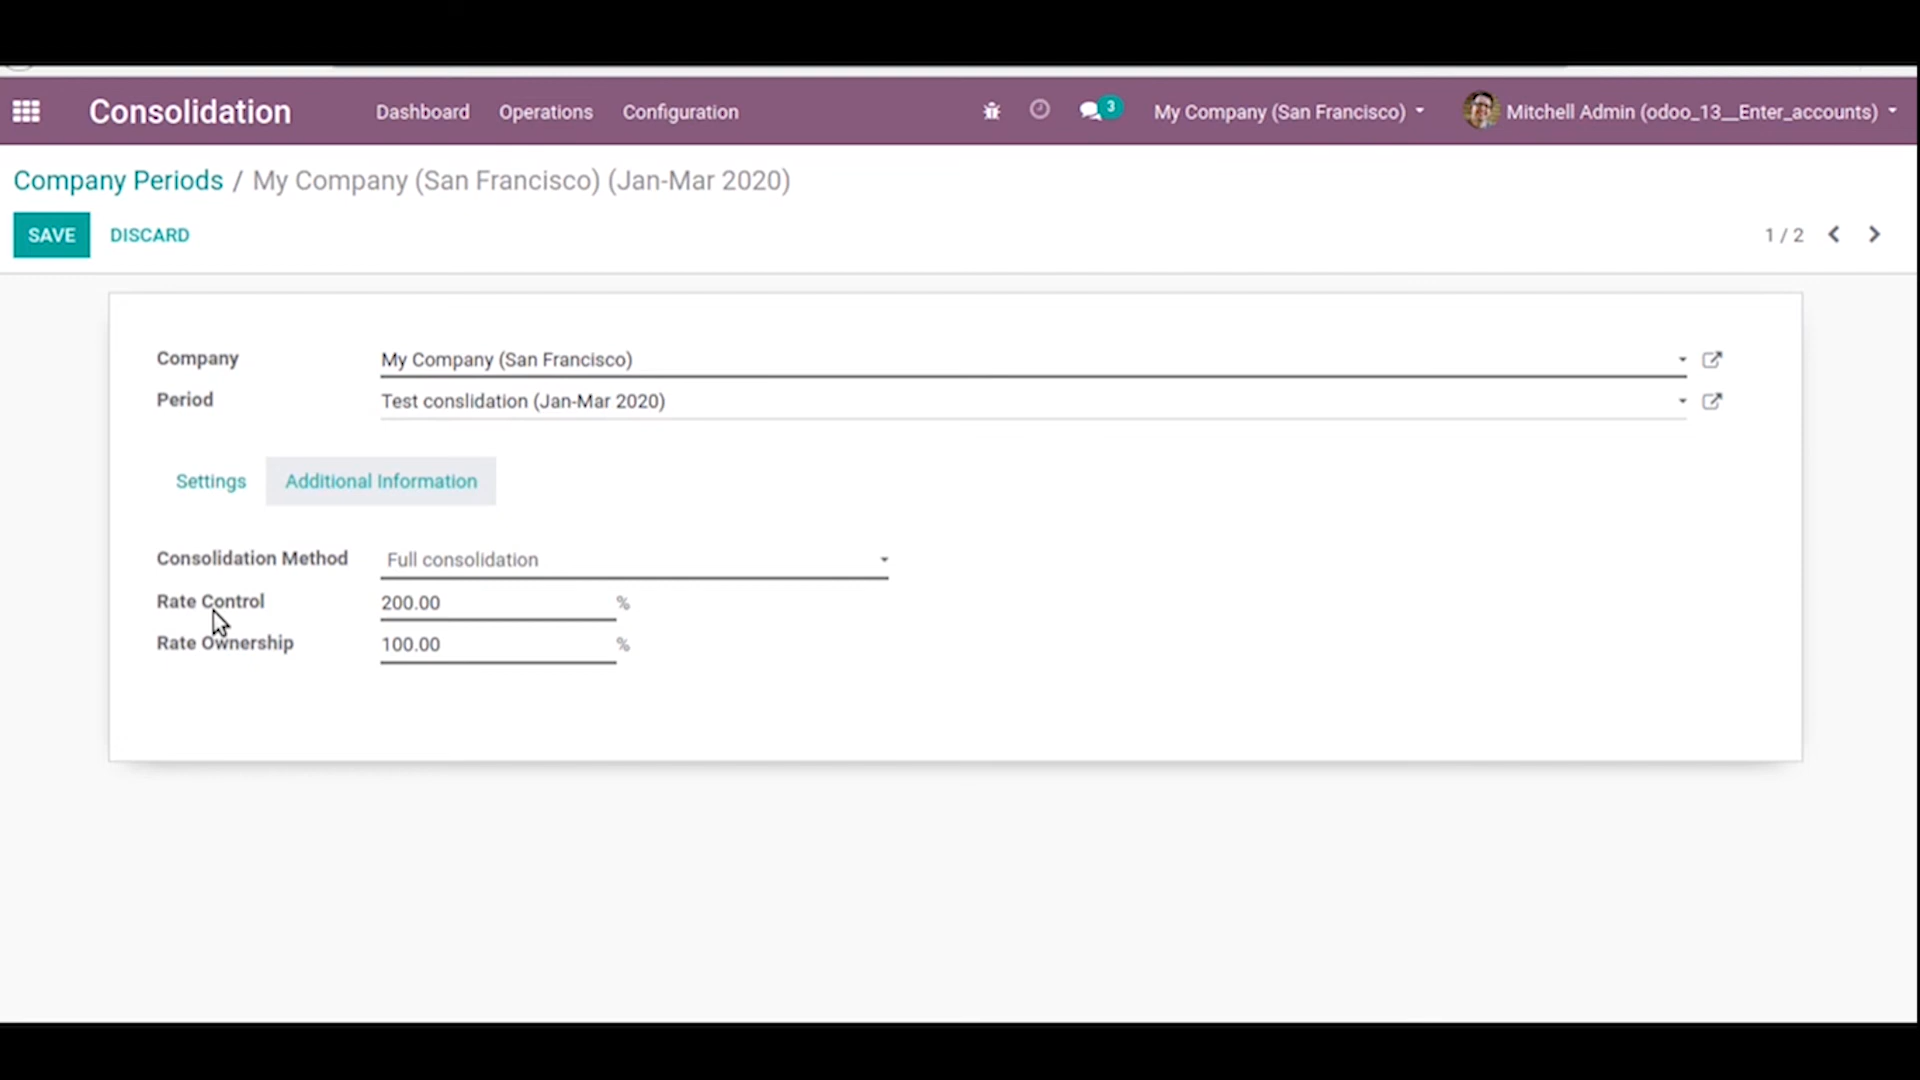 Consolidation Dashboard Operations Configuration 3 My Company (San Francisco) Mitchell Admin (odoo_13__Enter_accounts)
Company Periods / My Company (San Francisco) (Jan-Mar 2020)
SAVE DISCARD 1 / 2
Company My Company (San Francisco)
Period Test conslidation (Jan-Mar 2020)
Settings Additional Information
Consolidation Method Full consolidation
Rate Control 200.00 %
Rate Ownership 100.00 %